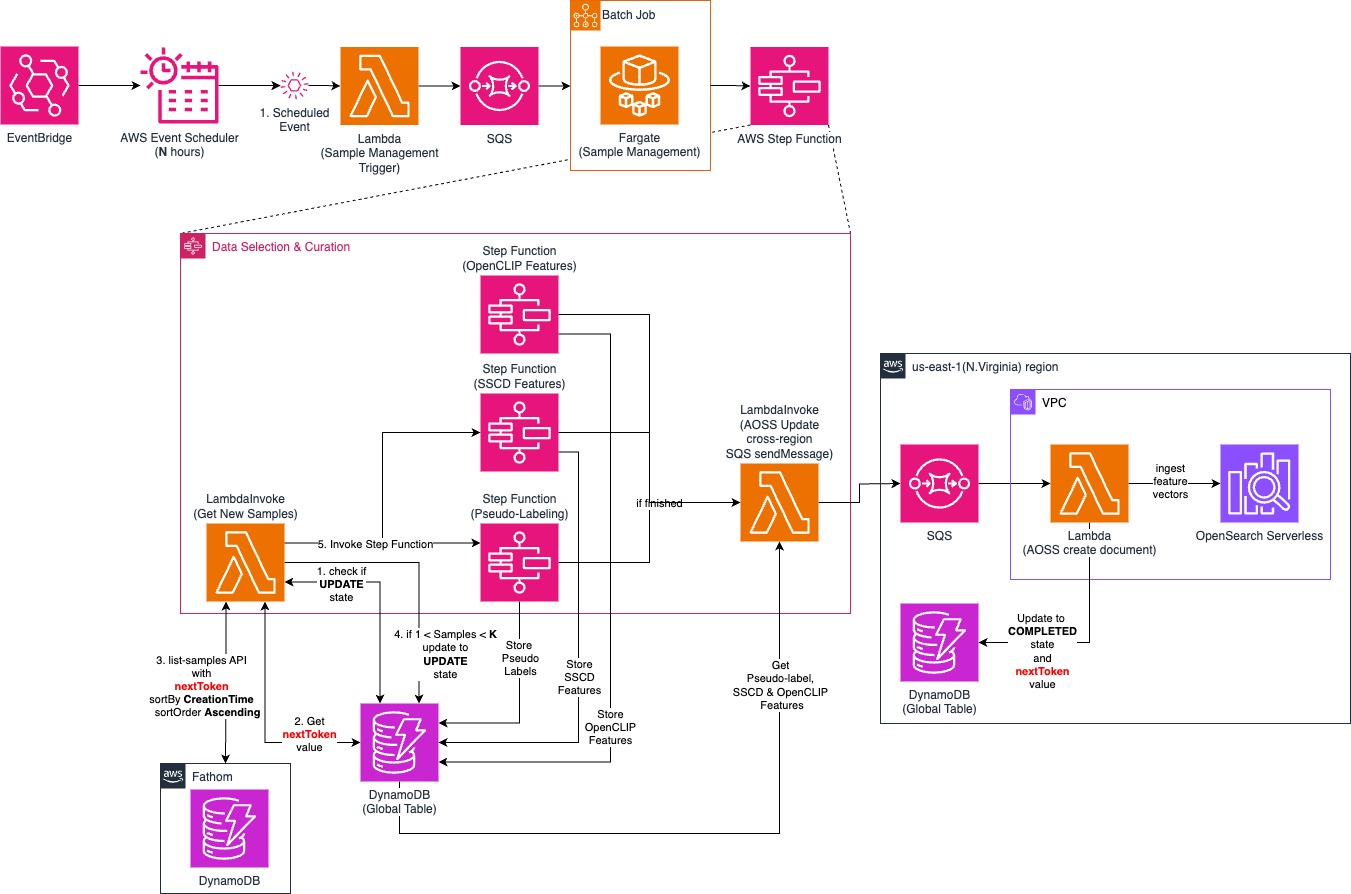 Batch Job
EventBridge
AWS Event Scheduler
(N hours)
1. Scheduled
Event
Lambda
(Sample Management
Trigger)
SQS
Fargate
(Sample Management)
AWS Step Function
Data Selection & Curation
Step Function
(OpenCLIP Features)
Step Function
(SSCD Features)
LambdaInvoke
(Get New Samples)
Step Function
(Pseudo-Labeling)
5. Invoke Step Function
1. check if
UPDATE
state
if finished
LambdaInvoke
(AOSS Update
cross-region
SQS sendMessage)
aws
us-east-1(N.Virginia) region
VPC
SQS
Lambda
(AOSS create document)
ingest
feature
vectors
OpenSearch Serverless
Update to
COMPLETED
state
and
nextToken
value
DynamoDB
(Global Table)
3. list-samples API
with
nextToken
sortBy CreationTime
sortOrder Ascending
4. if 1 < Samples < K
update to
UPDATE
state
Store
Pseudo
Labels
Store
SSCD
Features
Store
OpenCLIP
Features
Get
Pseudo-label,
SSCD & OpenCLIP
Features
2. Get
nextToken
value
DynamoDB
(Global Table)
aws
Fathom
DynamoDB